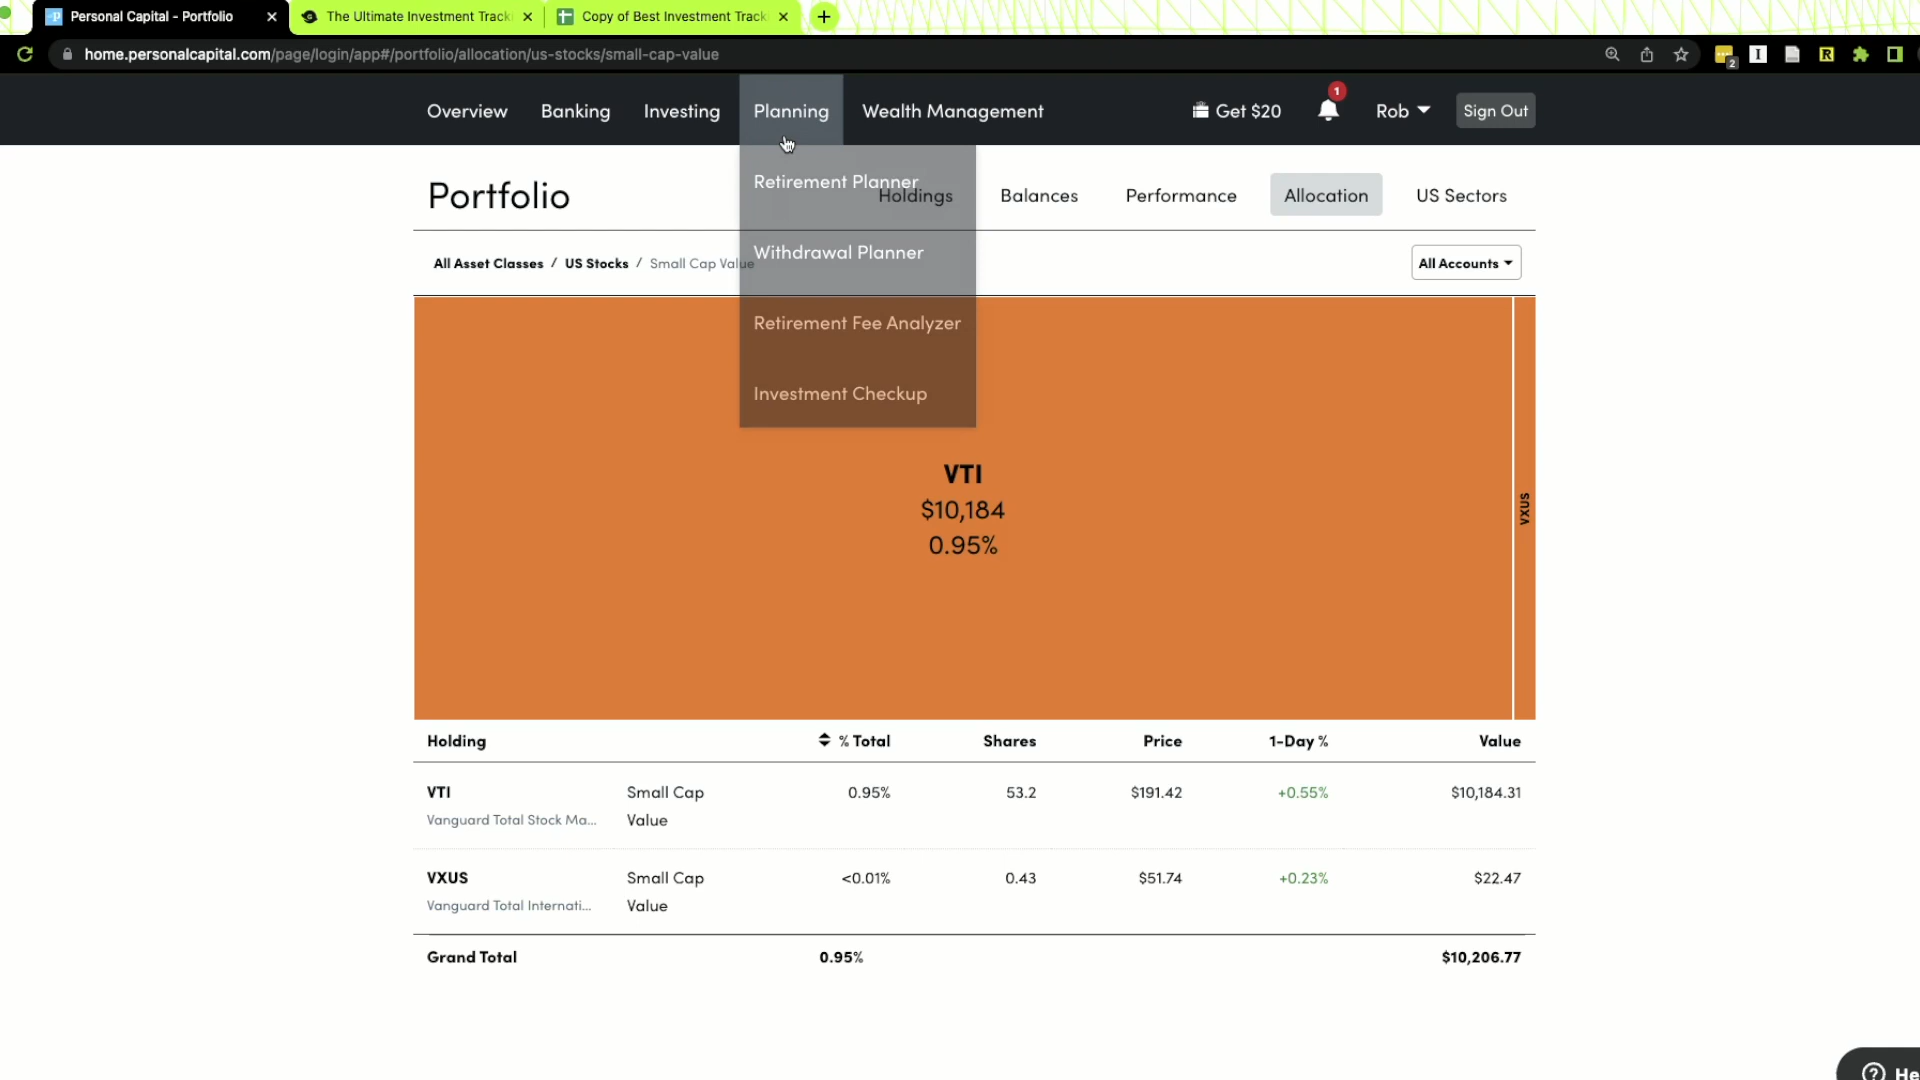 Personal Capital - Portfolio
The Ultimate Investment Track
Copy of Best Investment Track
home.personalcapital.com/page/login/app#/portfolio/allocation/us-stocks/small-cap-value
2
Overview Banking Investing Planning Wealth Management Get $20 1 Rob Sign Out
Retirement Planner
Withdrawal Planner
Retirement Fee Analyzer
Investment Checkup
Portfolio Holdings Balances Performance Allocation US Sectors
All Asset Classes / US Stocks / Small Cap Value All Accounts
VTI
$10,184
0.95%
VXUS
Holding % Total Shares Price 1-Day % Value
VTI Small Cap 0.95% 53.2 $191.42 +0.55% $10,184.31
Vanguard Total Stock Ma... Value
VXUS Small Cap <0.01% 0.43 $51.74 +0.23% $22.47
Vanguard Total Internati... Value
Grand Total 0.95% $10,206.77
? He